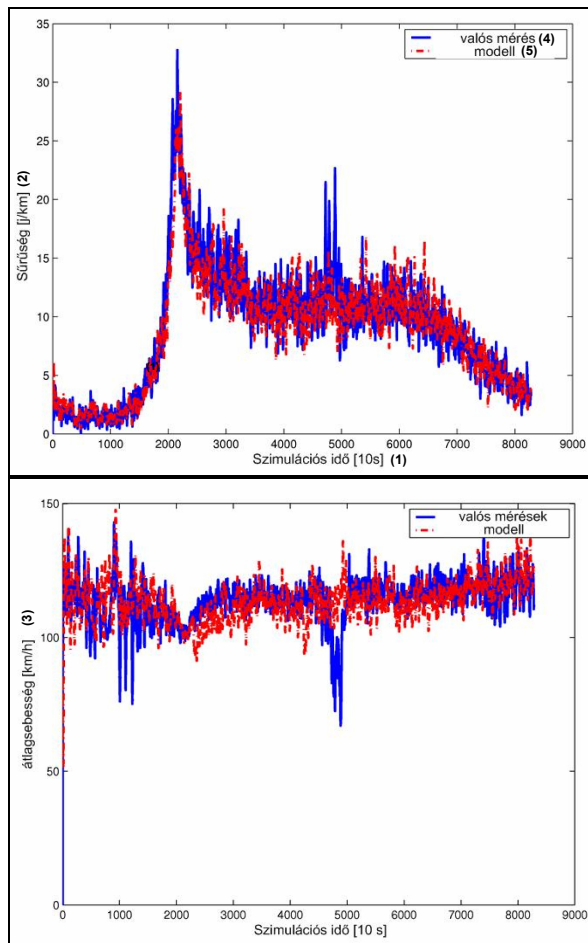 35
30
25
20
15
10
5
0
Sűrűség [j/km] (2)
valós mérés (4)
modell (5)
0 1000 2000 3000 4000 5000 6000 7000 8000 9000
Szimulációs idő [10s] (1)
150
100
50
0
átlagsebesség [km/h] (3)
valós mérések
modell
0 1000 2000 3000 4000 5000 6000 7000 8000 9000
Szimulációs idő [10 s]